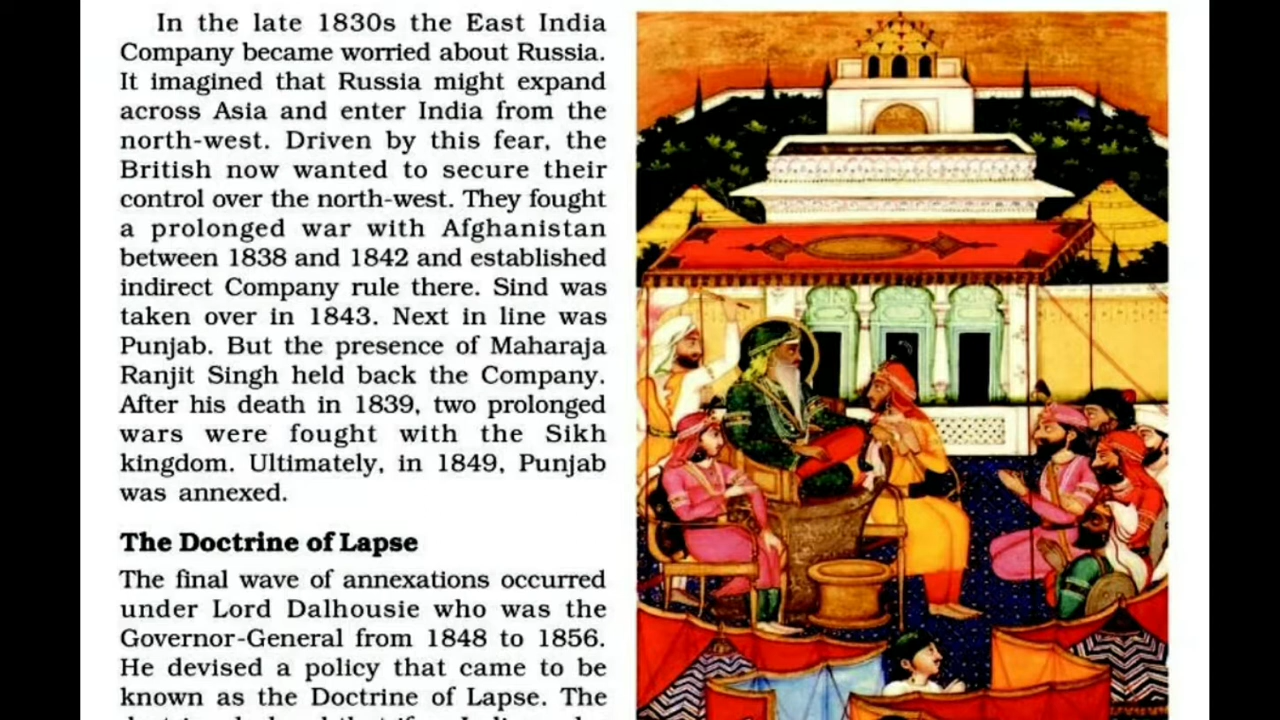 In the late 1830s the East India
Company became worried about Russia.
It imagined that Russia might expand
across Asia and enter India from the
north-west. Driven by this fear, the
British now wanted to secure their
control over the north-west. They fought
a prolonged war with Afghanistan
between 1838 and 1842 and established
indirect Company rule there. Sind was
taken over in 1843. Next in line was
Punjab. But the presence of Maharaja
Ranjit Singh held back the Company.
After his death in 1839, two prolonged
wars were fought with the Sikh
kingdom. Ultimately, in 1849, Punjab
was annexed.
The Doctrine of Lapse
The final wave of annexations occurred
under Lord Dalhousie who was the
Governor-General from 1848 to 1856.
He devised a policy that came to be
known as the Doctrine of Lapse. The